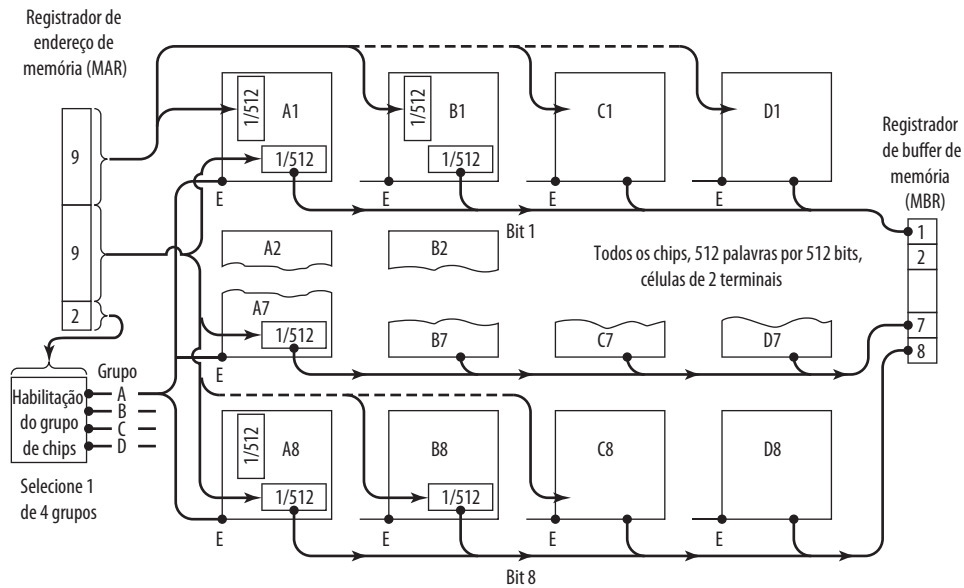 Registrador de
endereço de
memória (MAR)
9
9
2
Habilitação
do grupo
de chips
Selecione 1
de 4 grupos
Grupo
A
B
C
D
1/512
A1
1/512
E
1/512
B1
1/512
E
C1
E
D1
E
Bit 1
A2
B2
Todos os chips, 512 palavras por 512 bits,
células de 2 terminais
A7
1/512
E
B7
C7
D7
1/512
A8
1/512
E
B8
1/512
E
C8
E
D8
E
Bit 8
Registrador
de buffer de
memória
(MBR)
1
2
7
8